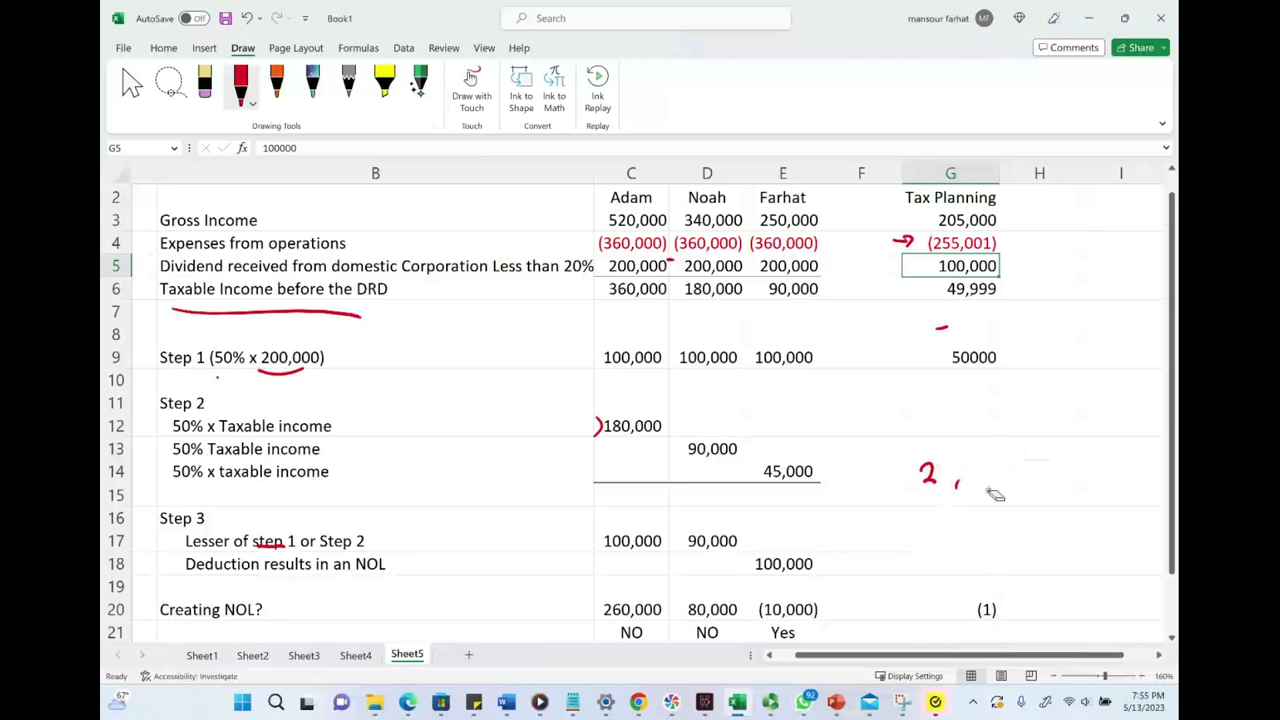 AutoSave Off Book1 Search mansour farhat MF
File Home Insert Draw Page Layout Formulas Data Review View Help Comments Share
Draw with Touch Ink to Shape Ink to Math Ink Replay
Drawing Tools Touch Convert Replay
G5 fx 100000
B C D E F G H I
2 Adam Noah Farhat Tax Planning
3 Gross Income 520,000 340,000 250,000 205,000
4 Expenses from operations (360,000) (360,000) (360,000) (255,001)
5 Dividend received from domestic Corporation Less than 20% 200,000 200,000 200,000 100,000
6 Taxable Income before the DRD 360,000 180,000 90,000 49,999
7
8
9 Step 1 (50% x 200,000) 100,000 100,000 100,000 50000
10
11 Step 2
12 50% x Taxable income 180,000
13 50% Taxable income 90,000
14 50% x taxable income 45,000 2 ,
15
16 Step 3
17 Lesser of step 1 or Step 2 100,000 90,000
18 Deduction results in an NOL 100,000
19
20 Creating NOL? 260,000 80,000 (10,000) (1)
21 NO NO Yes
Sheet1 Sheet2 Sheet3 Sheet4 Sheet5
Ready Accessibility: Investigate Display Settings 160%
67° 92 7:55 PM
5/13/2023